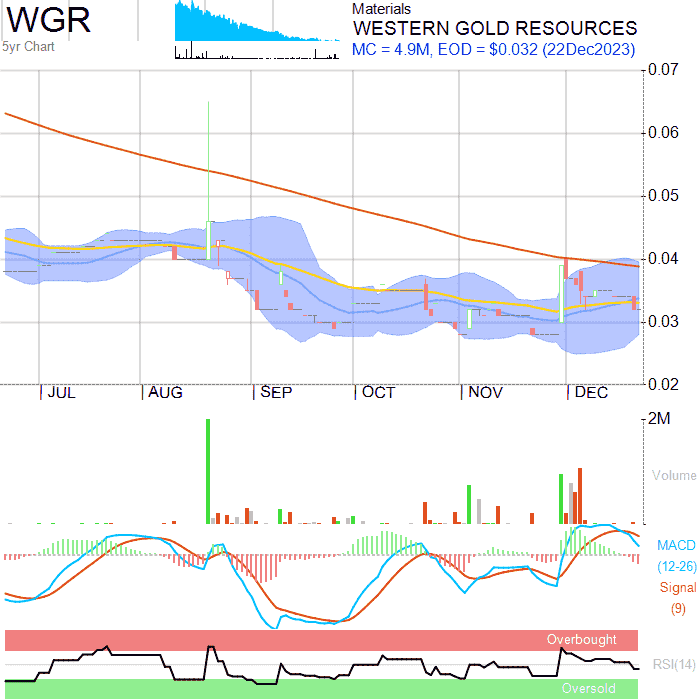 WGR
5yr Chart
Materials
WESTERN GOLD RESOURCES
MC = 4.9M, EOD = $0.032 (22Dec2023)
0.07
0.06
0.05
0.04
0.03
0.02
JUL AUG SEP OCT NOV DEC
2M
Volume
MACD
(12-26)
Signal
(9)
Overbought
RSI(14)
Oversold